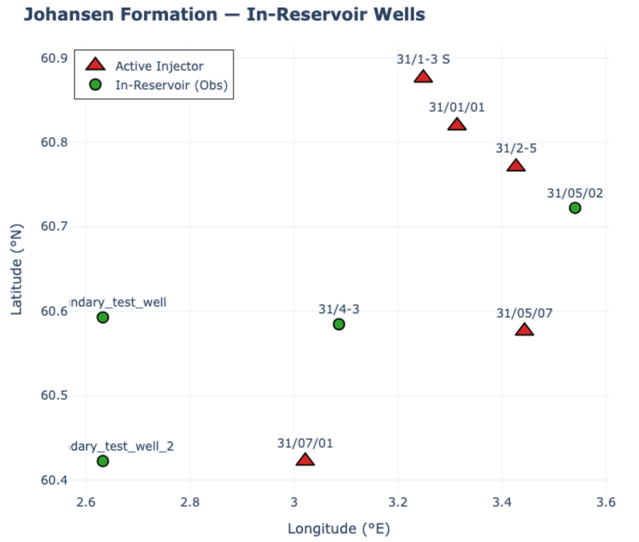 Johansen Formation — In-Reservoir Wells
Active Injector
In-Reservoir (Obs)
31/1-3 S
31/01/01
31/2-5
31/05/02
ndary_test_well
31/4-3
31/05/07
dary_test_well_2
31/07/01
Latitude (°N)
60.9
60.8
60.7
60.6
60.5
60.4
2.6
2.8
3
3.2
3.4
3.6
Longitude (°E)